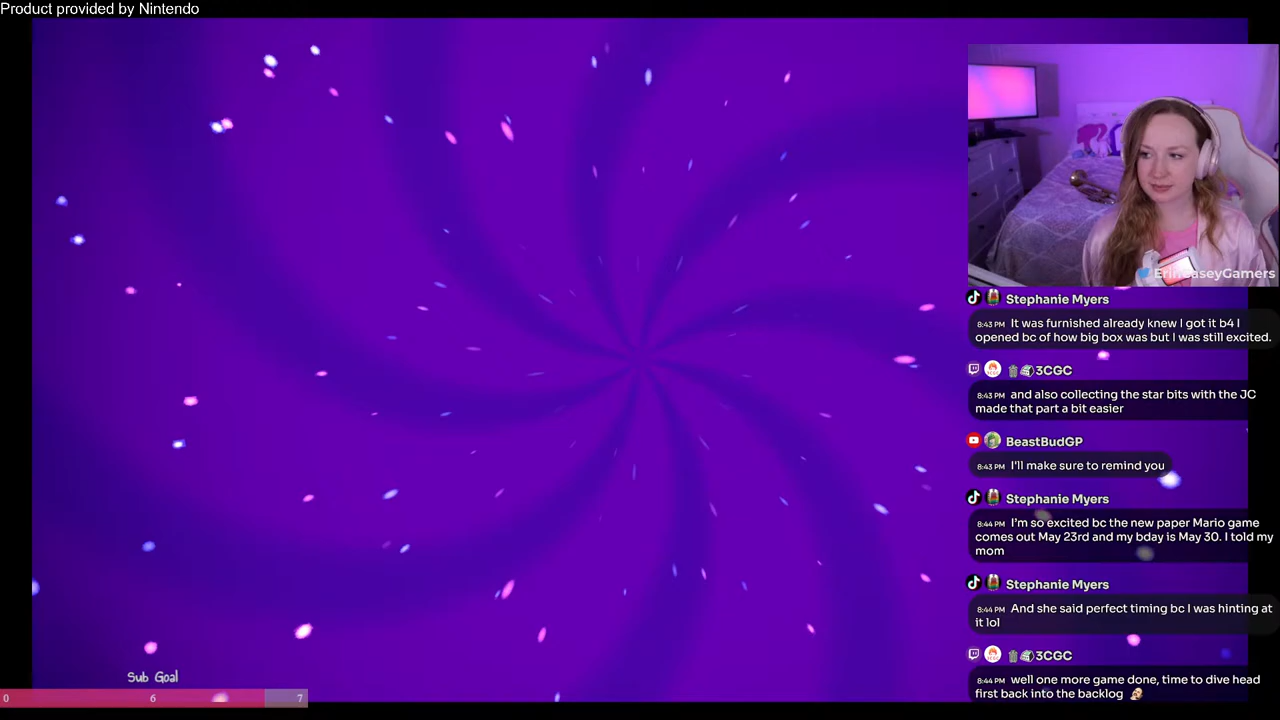 Product provided by Nintendo
ErinCaseyGamers
Stephanie Myers
8:43 PM It was furnished already knew I got it b4 I
opened bc of how big box was but I was still excited.
3CGC
8:43 PM and also collecting the star bits with the JC
made that part a bit easier
BeastBudGP
8:43 PM I'll make sure to remind you
Stephanie Myers
8:44 PM I'm so excited bc the new paper Mario game
comes out May 23rd and my bday is May 30. I told my
mom
Stephanie Myers
8:44 PM And she said perfect timing bc I was hinting at
it lol
3CGC
8:44 PM well one more game done, time to dive head
first back into the backlog
Sub Goal
0 6 7